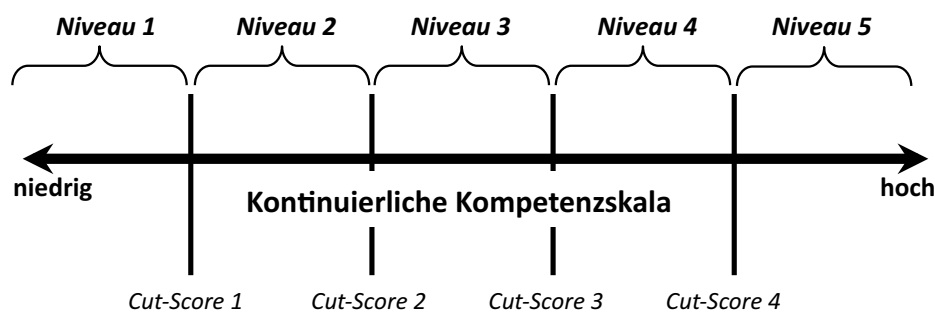 Niveau 1 Niveau 2 Niveau 3 Niveau 4 Niveau 5
niedrig hoch
Kontinuierliche Kompetenzskala
Cut-Score 1 Cut-Score 2 Cut-Score 3 Cut-Score 4